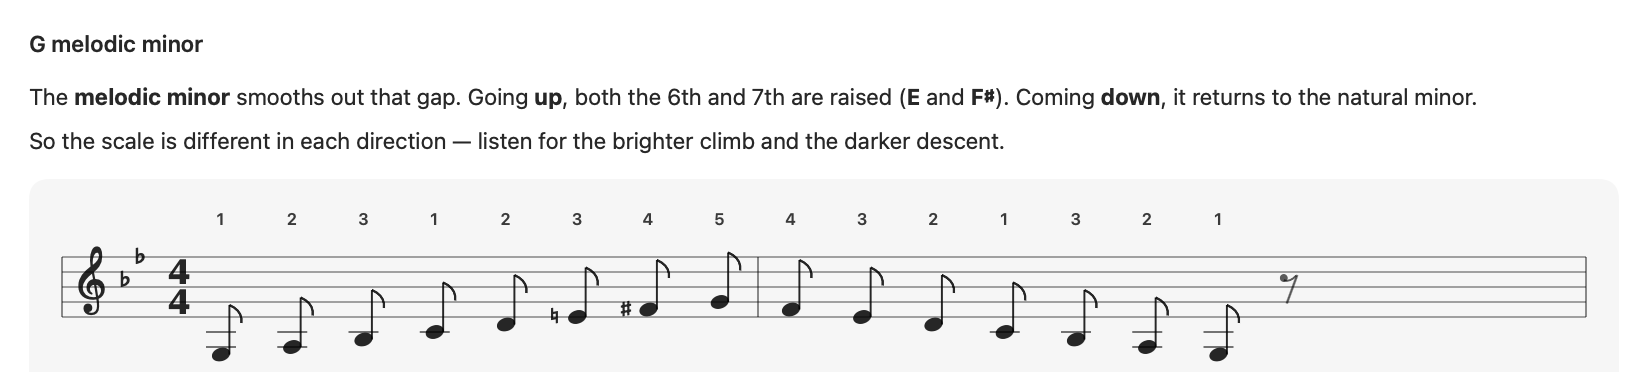 G melodic minor
The melodic minor smooths out that gap. Going up, both the 6th and 7th are raised (E and F#). Coming down, it returns to the natural minor.
So the scale is different in each direction — listen for the brighter climb and the darker descent.
1 2 3 1 2 3 4 5 4 3 2 1 3 2 1
4
4